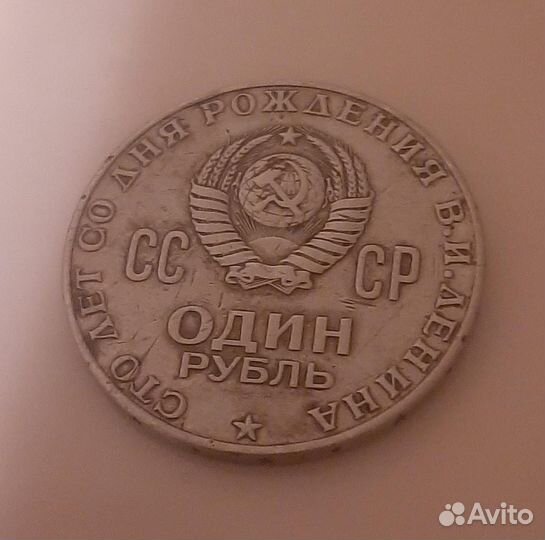 СТО ЛЕТ СО ДНЯ РОЖДЕНИЯ В.И.ЛЕНИНА
СС СР
ОДИН
РУБЛЬ
Avito